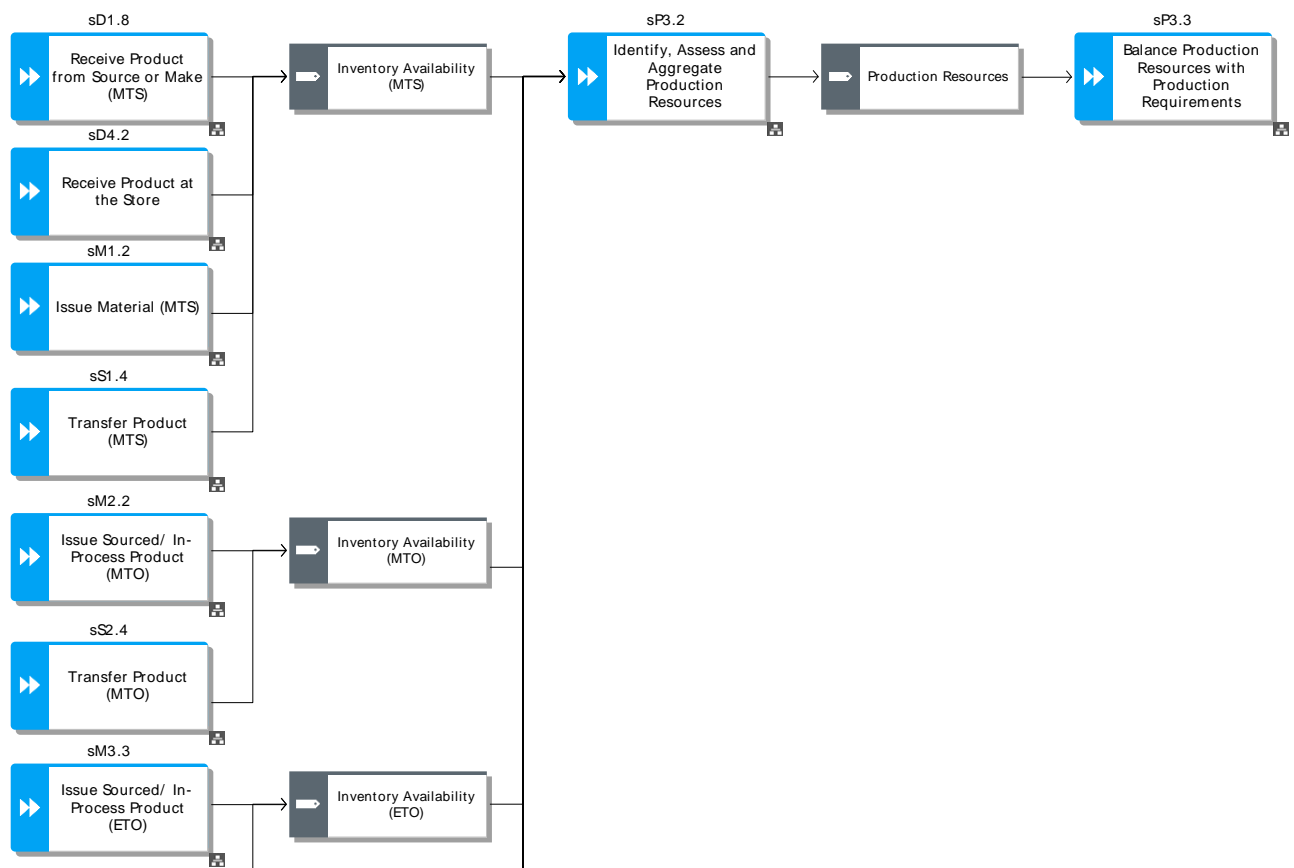 sD1.8
Receive Product
from Source or Make
(MTS)
Inventory Availability
(MTS)
sP3.2
Identify, Assess and
Aggregate
Production
Resources
Production Resources
sP3.3
Balance Production
Resources with
Production
Requirements
sD4.2
Receive Product at
the Store
sM1.2
Issue Material (MTS)
sS1.4
Transfer Product
(MTS)
sM2.2
Issue Sourced/ In-
Process Product
(MTO)
Inventory Availability
(MTO)
sS2.4
Transfer Product
(MTO)
sM3.3
Issue Sourced/ In-
Process Product
(ETO)
Inventory Availability
(ETO)